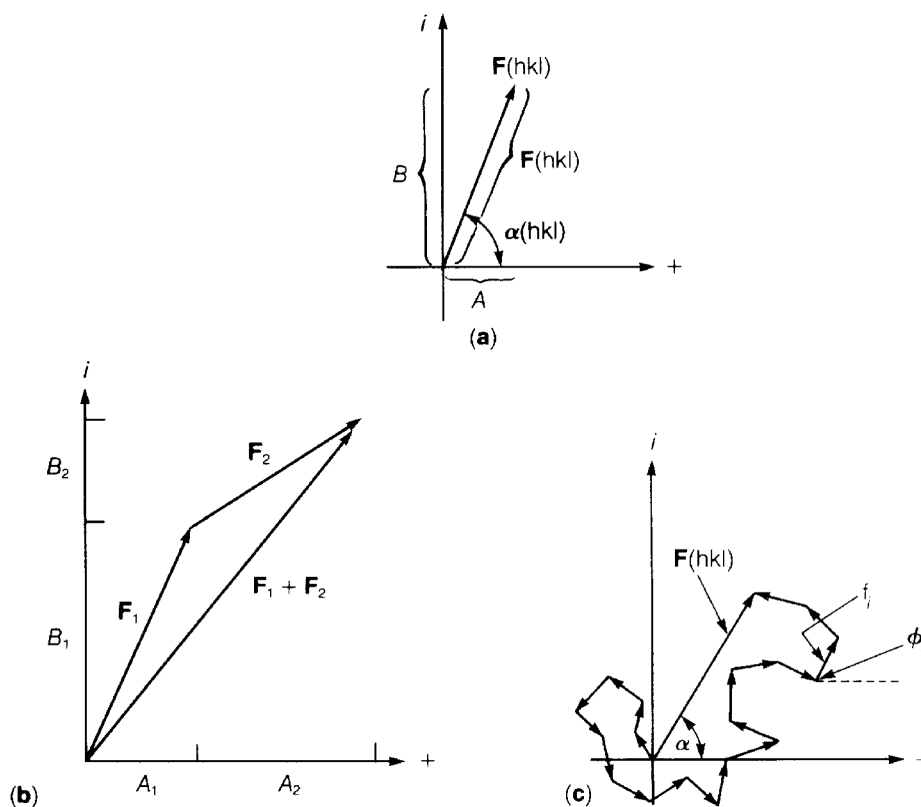 i
F(hkl)
B
F(hkl)
α(hkl)
+
A
(a)
i
B₂
F₂
F₁
F₁ + F₂
B₁
+
A₁ A₂
(b)
i
F(hkl)
fⱼ
ϕ
α
(c)